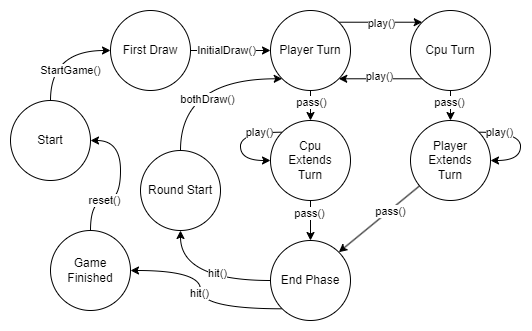 First Draw
InitialDraw()
Player Turn
play()
Cpu Turn
play()
StartGame()
bothDraw()
pass()
pass()
Start
play()
Cpu
Extends
Turn
Player
Extends
Turn
play()
Round Start
reset()
pass()
pass()
Game
Finished
hit()
End Phase
hit()